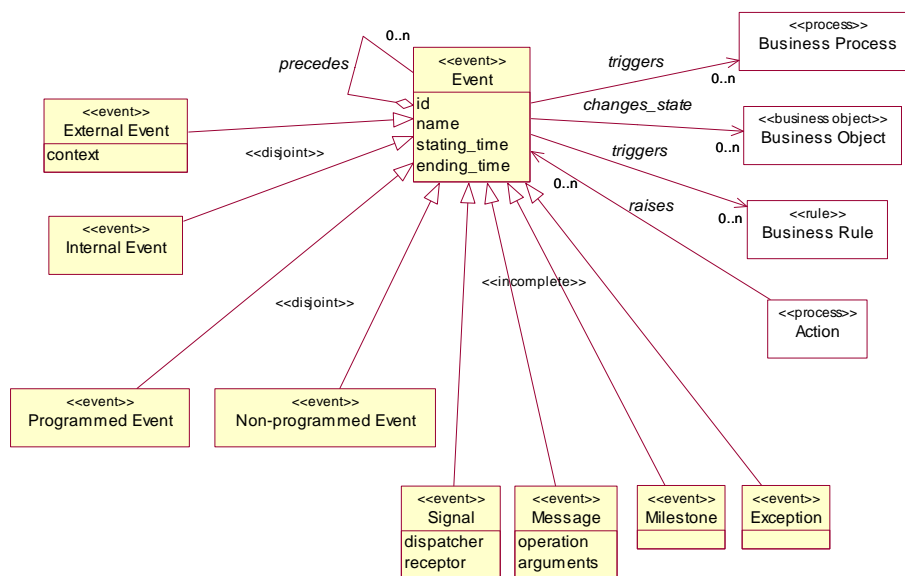 0..n
precedes
<<event>>
Event
id
name
stating_time
ending_time
<<process>>
Business Process
triggers
0..n
changes_state
<<business object>>
Business Object
0..n
triggers
<<rule>>
Business Rule
0..n
0..n
raises
<<process>>
Action
<<event>>
External Event
context
<<disjoint>>
<<event>>
Internal Event
<<disjoint>>
<<incomplete>>
<<event>>
Programmed Event
<<event>>
Non-programmed Event
<<event>>
Signal
dispatcher
receptor
<<event>>
Message
operation
arguments
<<event>>
Milestone
<<event>>
Exception